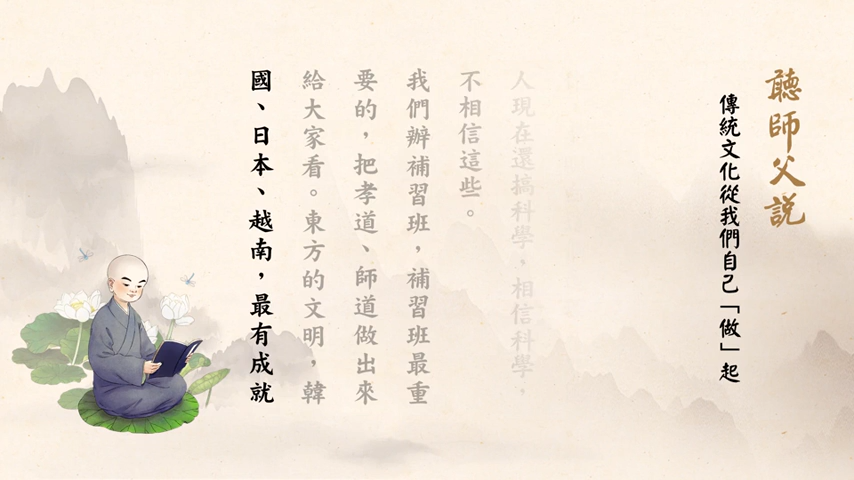 聽師父説
傳統文化從我們自己「做」起
人現在還搞科學，相信科學，
不相信這些。
我們辦補習班，補習班最重
要的，把孝道、師道做出來
給大家看。東方的文明，韓
國、日本、越南，最有成就